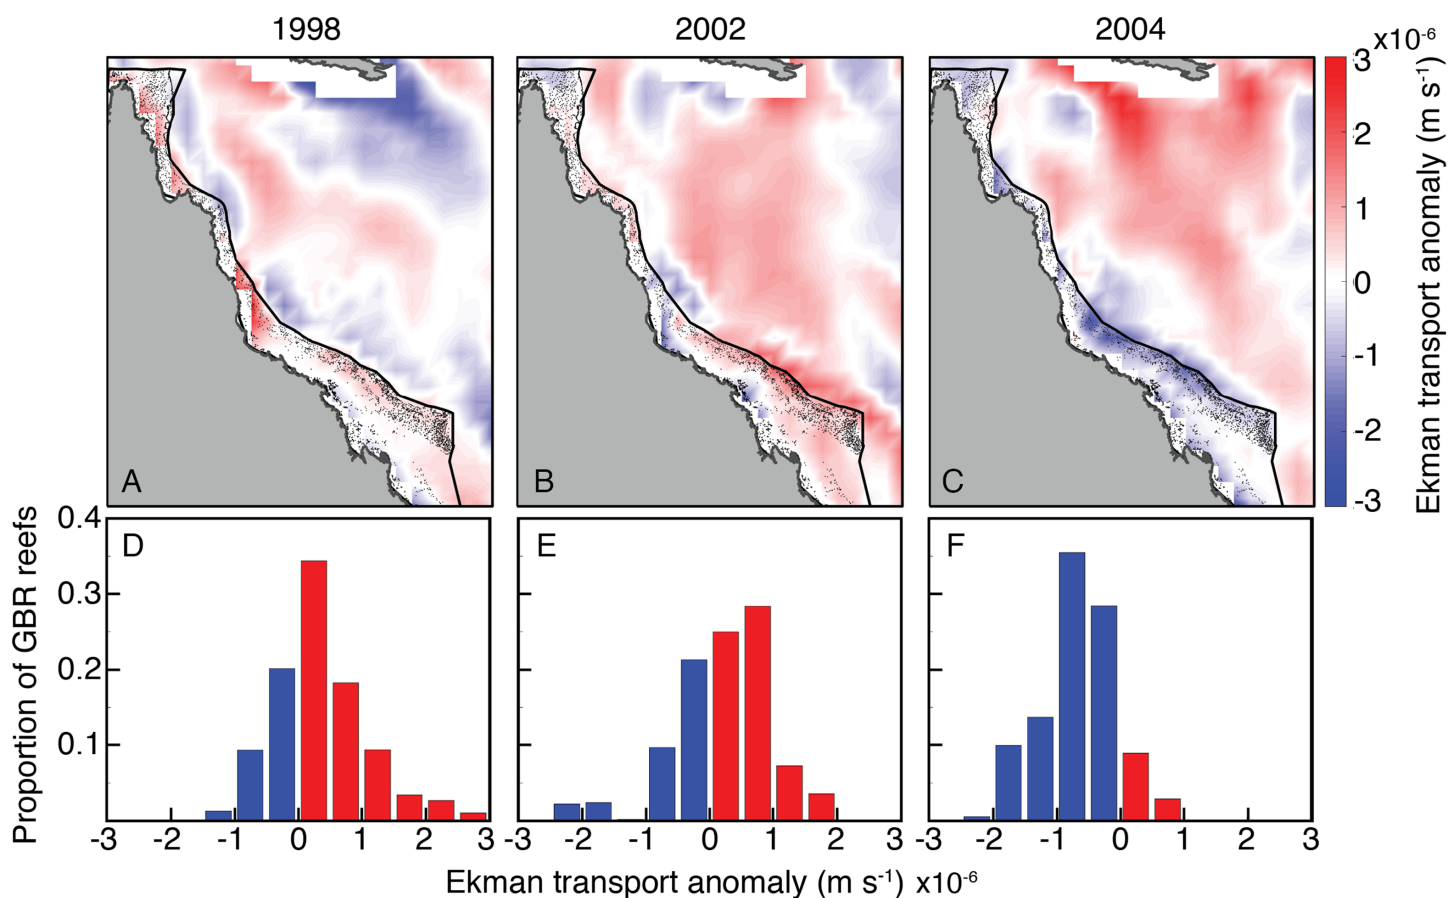 1998
2002
2004
x10-6
3
2
1
0
-1
-2
-3
Ekman transport anomaly (m s-1)
A
B
C
Proportion of GBR reefs
0.4
0.3
0.2
0.1
D
E
F
-3 -2 -1 0 1 2 3
-3 -2 -1 0 1 2 3
-3 -2 -1 0 1 2 3
Ekman transport anomaly (m s-1) x10-6